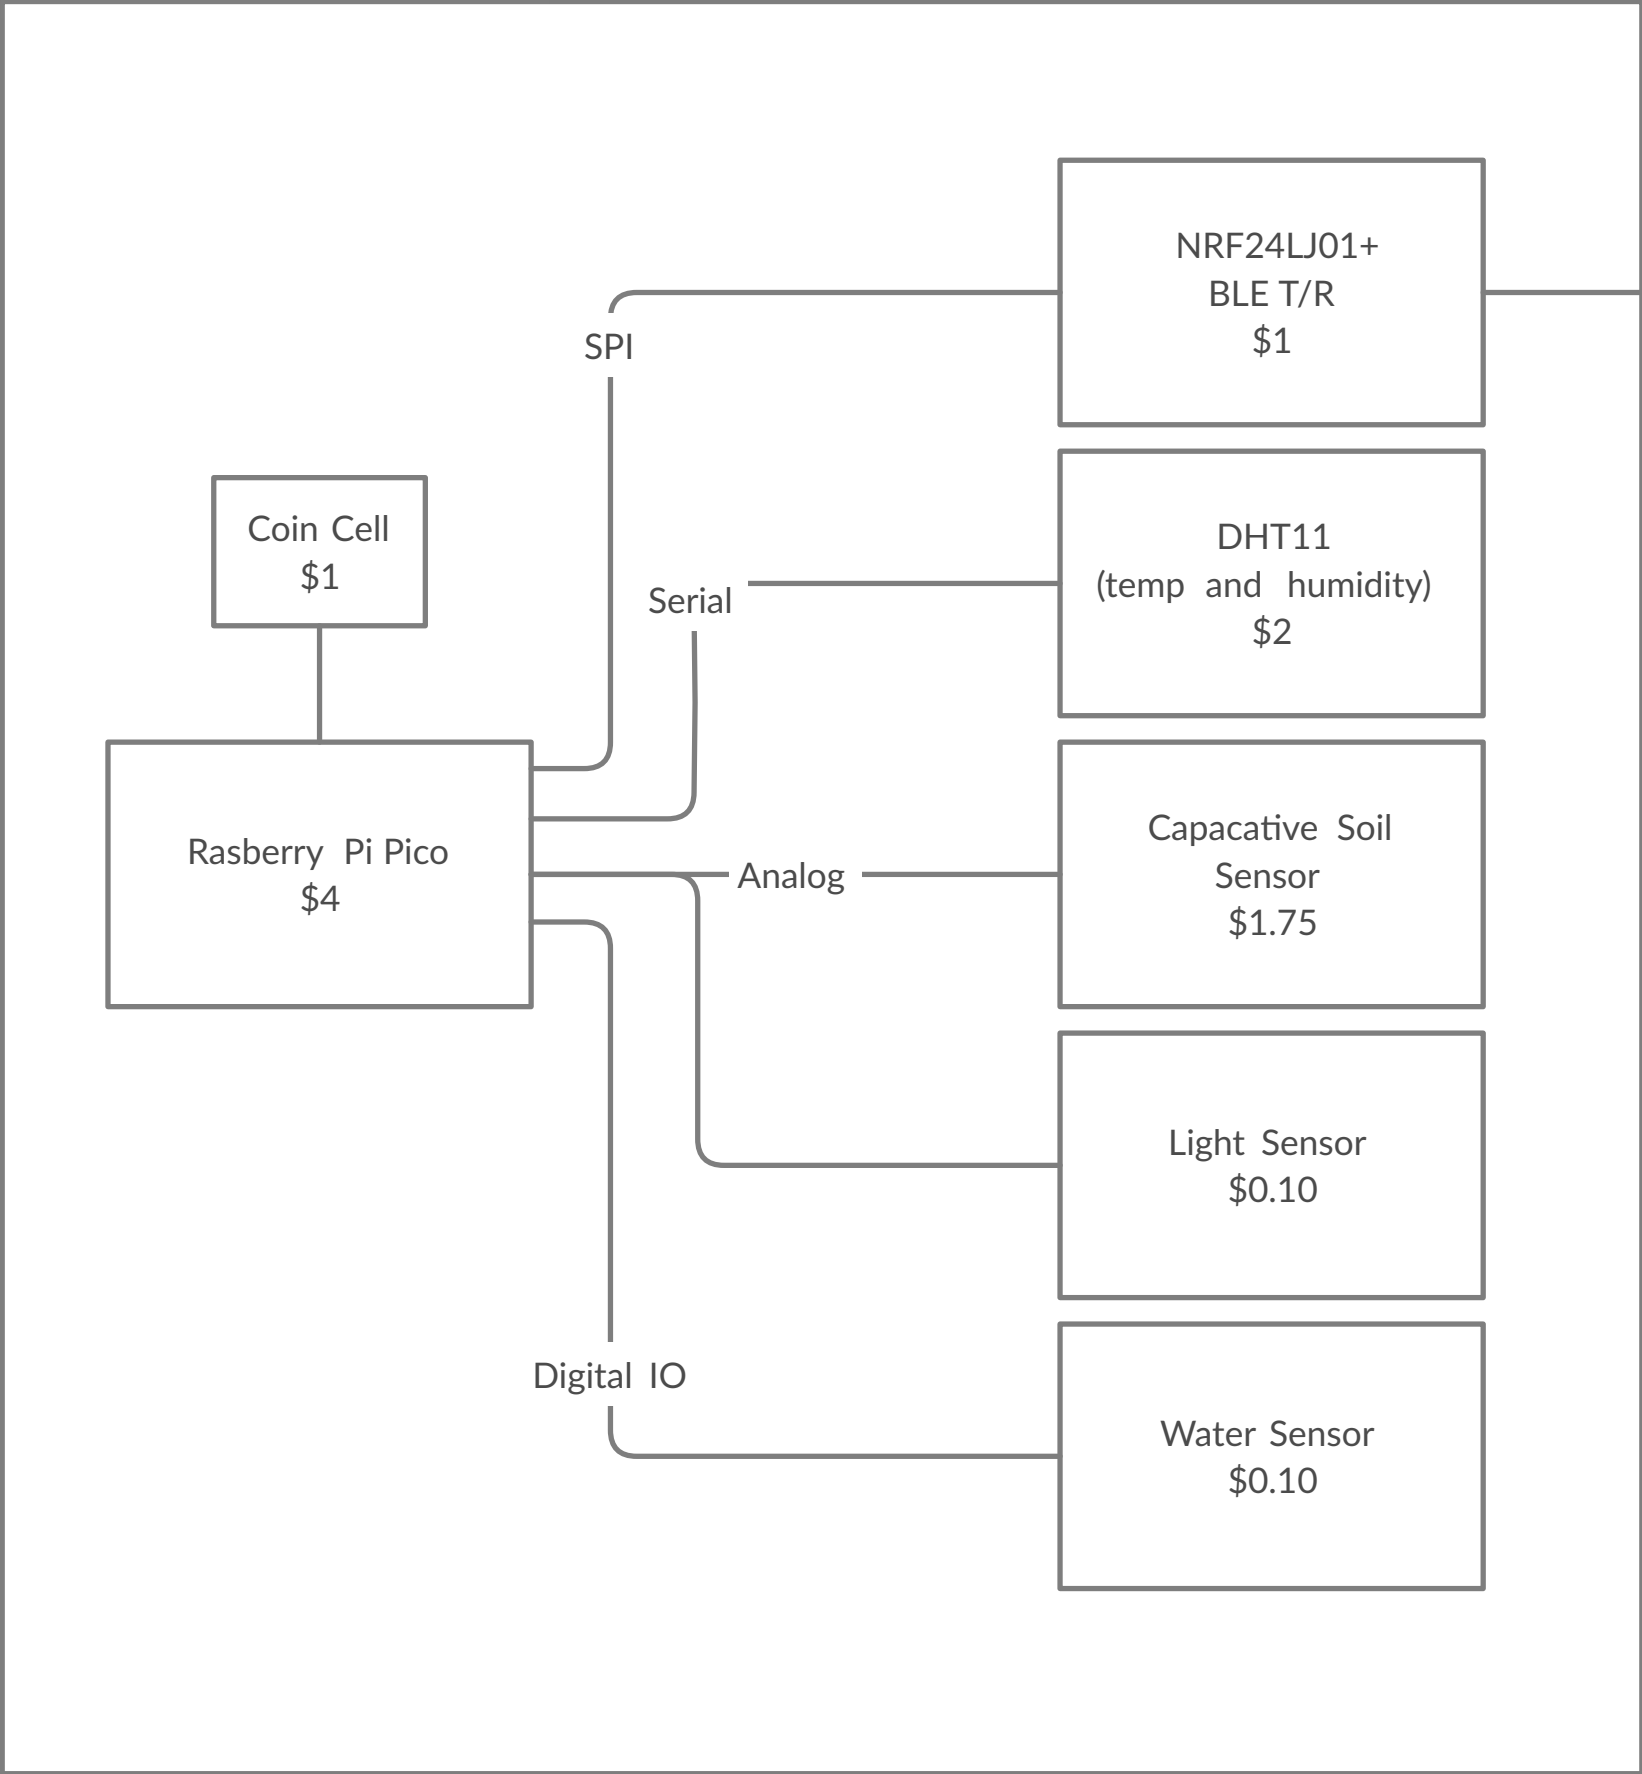 NRF24LJ01+
BLE T/R
$1
SPI
Coin Cell
$1
DHT11
(temp and humidity)
$2
Serial
Rasberry Pi Pico
$4
Analog
Capacative Soil
Sensor
$1.75
Light Sensor
$0.10
Digital IO
Water Sensor
$0.10